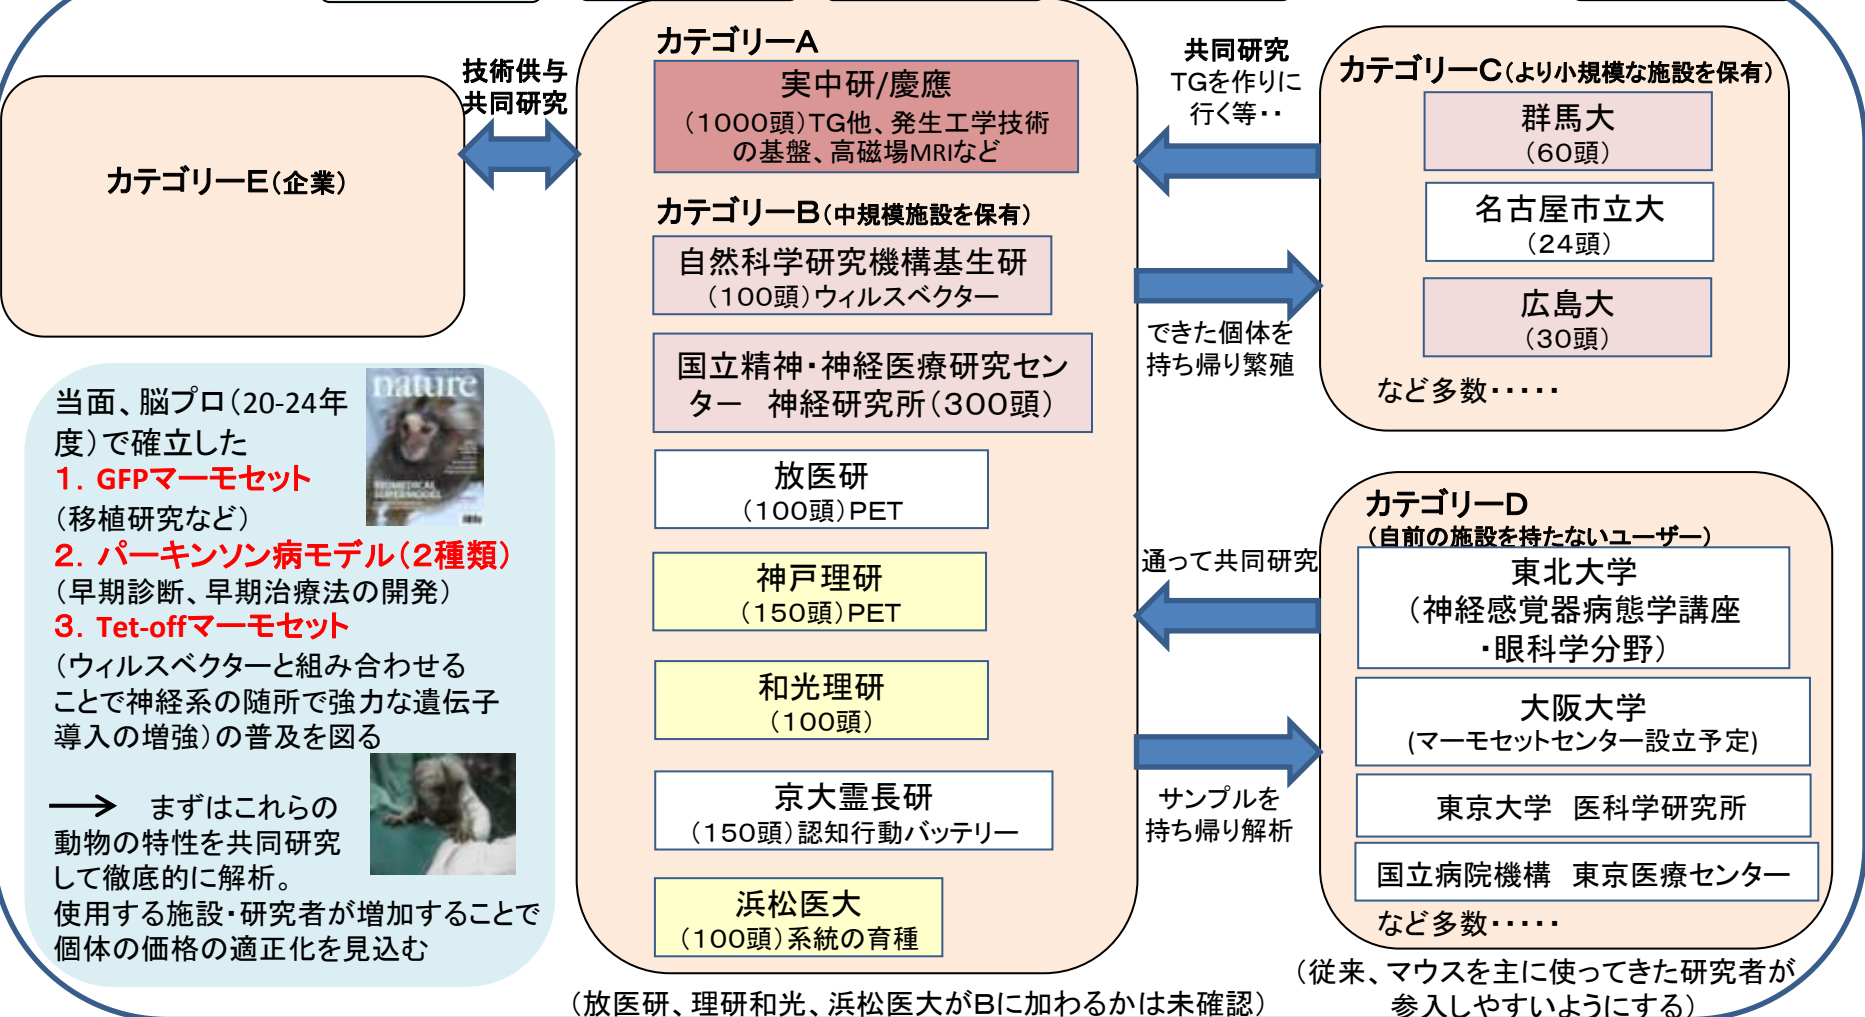 カテゴリーE(企業)
技術供与
共同研究
カテゴリーA
実中研/慶應
(1000頭)TG他、発生工学技術
の基盤、高磁場MRIなど
カテゴリーB(中規模施設を保有)
自然科学研究機構基生研
(100頭)ウィルスベクター
国立精神・神経医療研究セン
ター　神経研究所(300頭)
放医研
(100頭)PET
神戸理研
(150頭)PET
和光理研
(100頭)
京大霊長研
(150頭)認知行動バッテリー
浜松医大
(100頭)系統の育種
(放医研、理研和光、浜松医大がBに加わるかは未確認)
共同研究
TGを作りに
行く等・・
できた個体を
持ち帰り繁殖
カテゴリーC(より小規模な施設を保有)
群馬大
(60頭)
名古屋市立大
(24頭)
広島大
(30頭)
など多数・・・・・
通って共同研究
サンプルを
持ち帰り解析
カテゴリーD
(自前の施設を持たないユーザー)
東北大学
(神経感覚器病態学講座
・眼科学分野)
大阪大学
(マーモセットセンター設立予定)
東京大学　医科学研究所
国立病院機構　東京医療センター
など多数・・・・・
(従来、マウスを主に使ってきた研究者が
参入しやすいようにする)
当面、脳プロ(20-24年
度)で確立した
1. GFPマーモセット
(移植研究など)
2. パーキンソン病モデル(2種類)
(早期診断、早期治療法の開発)
3. Tet-offマーモセット
(ウィルスベクターと組み合わせる
ことで神経系の随所で強力な遺伝子
導入の増強)の普及を図る
→　まずはこれらの
動物の特性を共同研究
して徹底的に解析。
使用する施設・研究者が増加することで
個体の価格の適正化を見込む
nature